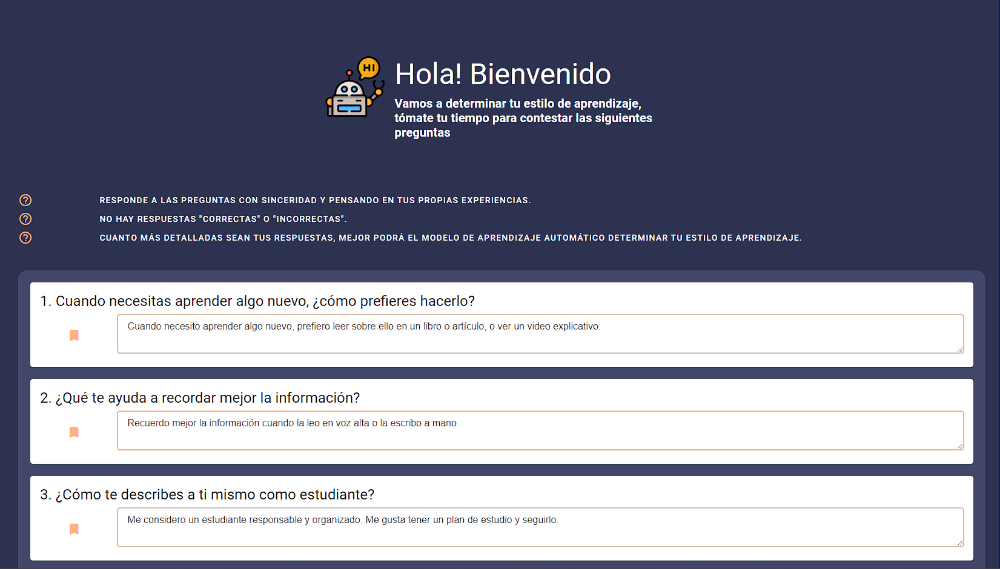 HI
Hola! Bienvenido
Vamos a determinar tu estilo de aprendizaje,
tómate tu tiempo para contestar las siguientes
preguntas
RESPONDE A LAS PREGUNTAS CON SINCERIDAD Y PENSANDO EN TUS PROPIAS EXPERIENCIAS.
NO HAY RESPUESTAS "CORRECTAS" O "INCORRECTAS".
CUANTO MÁS DETALLADAS SEAN TUS RESPUESTAS, MEJOR PODRÁ EL MODELO DE APRENDIZAJE AUTOMÁTICO DETERMINAR TU ESTILO DE APRENDIZAJE.
1. Cuando necesitas aprender algo nuevo, ¿cómo prefieres hacerlo?
Cuando necesito aprender algo nuevo, prefiero leer sobre ello en un libro o artículo, o ver un video explicativo.
2. ¿Qué te ayuda a recordar mejor la información?
Recuerdo mejor la información cuando la leo en voz alta o la escribo a mano.
3. ¿Cómo te describes a ti mismo como estudiante?
Me considero un estudiante responsable y organizado. Me gusta tener un plan de estudio y seguirlo.